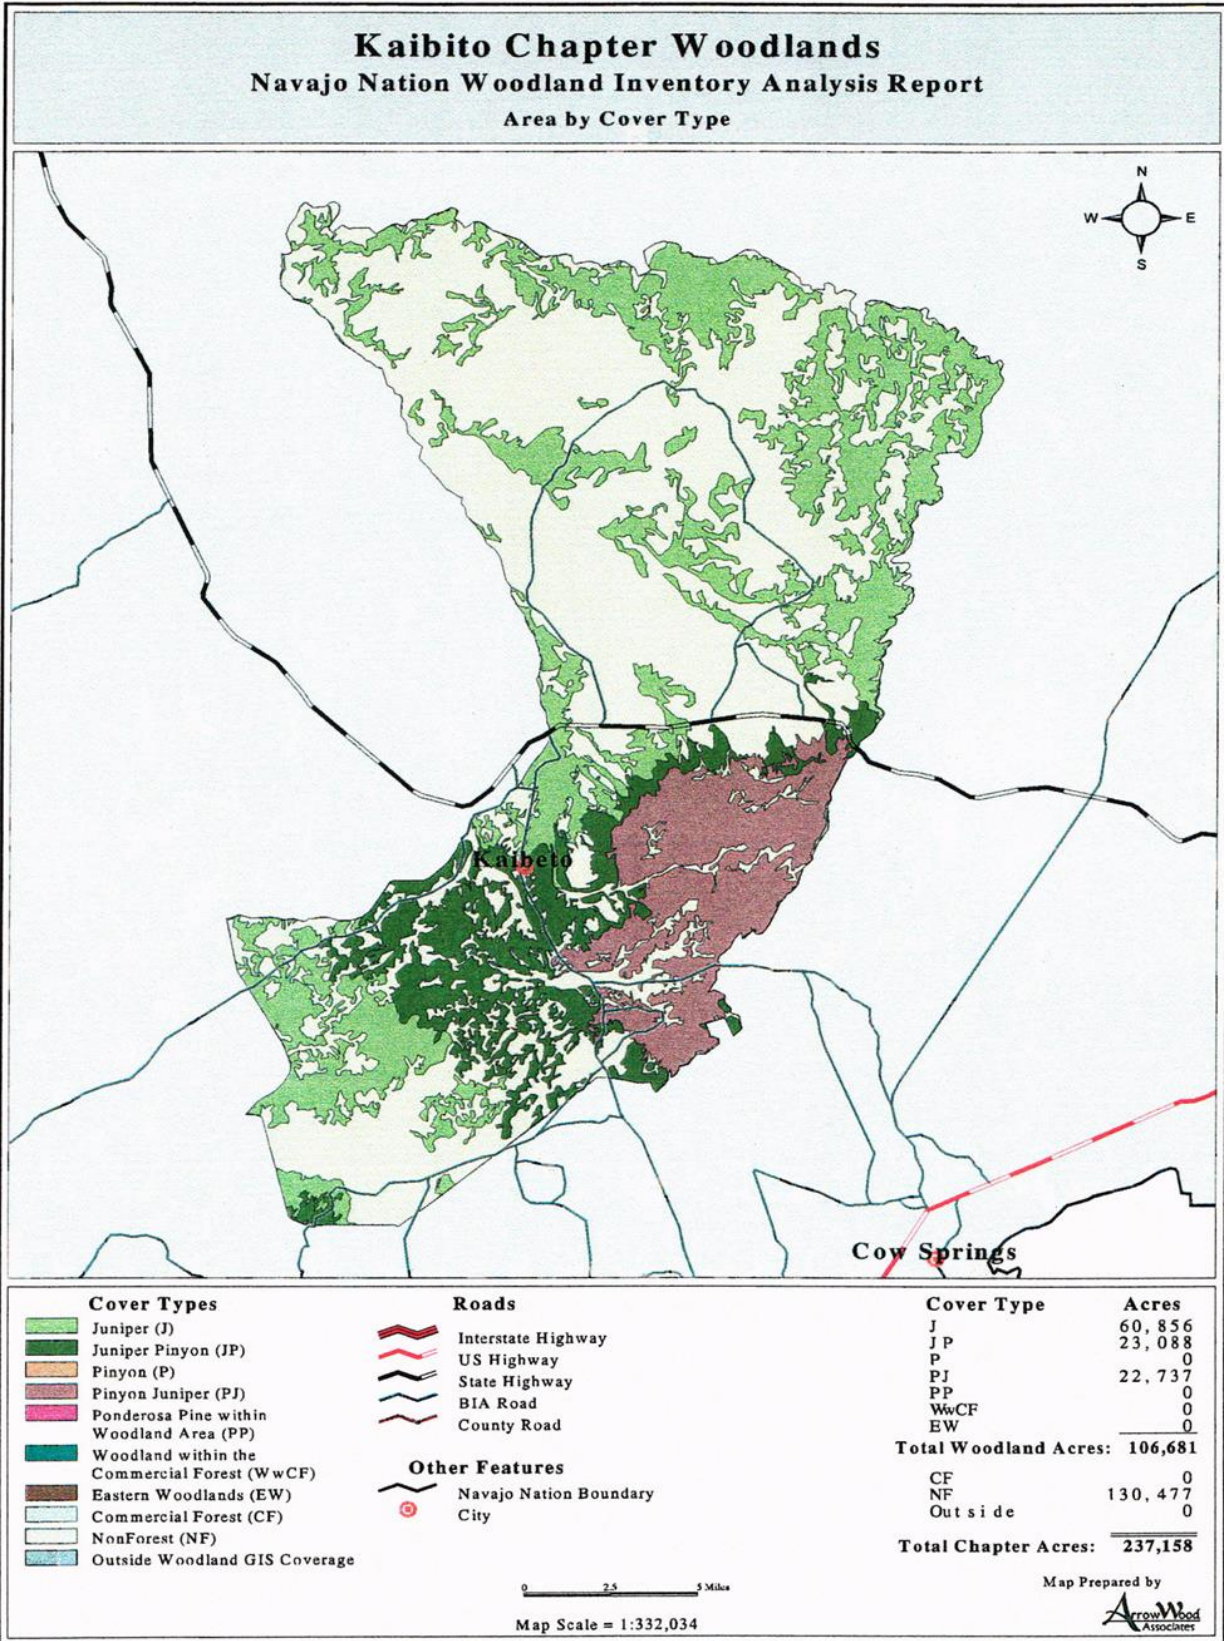 Kaibito Chapter Woodlands
Navajo Nation Woodland Inventory Analysis Report
Area by Cover Type
N
W E
S
Kaibeto
Cow Springs
Cover Types
Juniper (J)
Juniper Pinyon (JP)
Pinyon (P)
Pinyon Juniper (PJ)
Ponderosa Pine within
Woodland Area (PP)
Woodland within the
Commercial Forest (WwCF)
Eastern Woodlands (EW)
Commercial Forest (CF)
NonForest (NF)
Outside Woodland GIS Coverage
Roads
Interstate Highway
US Highway
State Highway
BIA Road
County Road
Other Features
Navajo Nation Boundary
City
0 2.5 5 Miles
Map Scale = 1:332,034
Cover Type Acres
J 60,856
JP 23,088
P 0
PJ 22,737
PP 0
WwCF 0
EW 0
Total Woodland Acres: 106,681
CF 0
NF 130,477
Outside 0
Total Chapter Acres: 237,158
Map Prepared by
ArrowWood
Associates